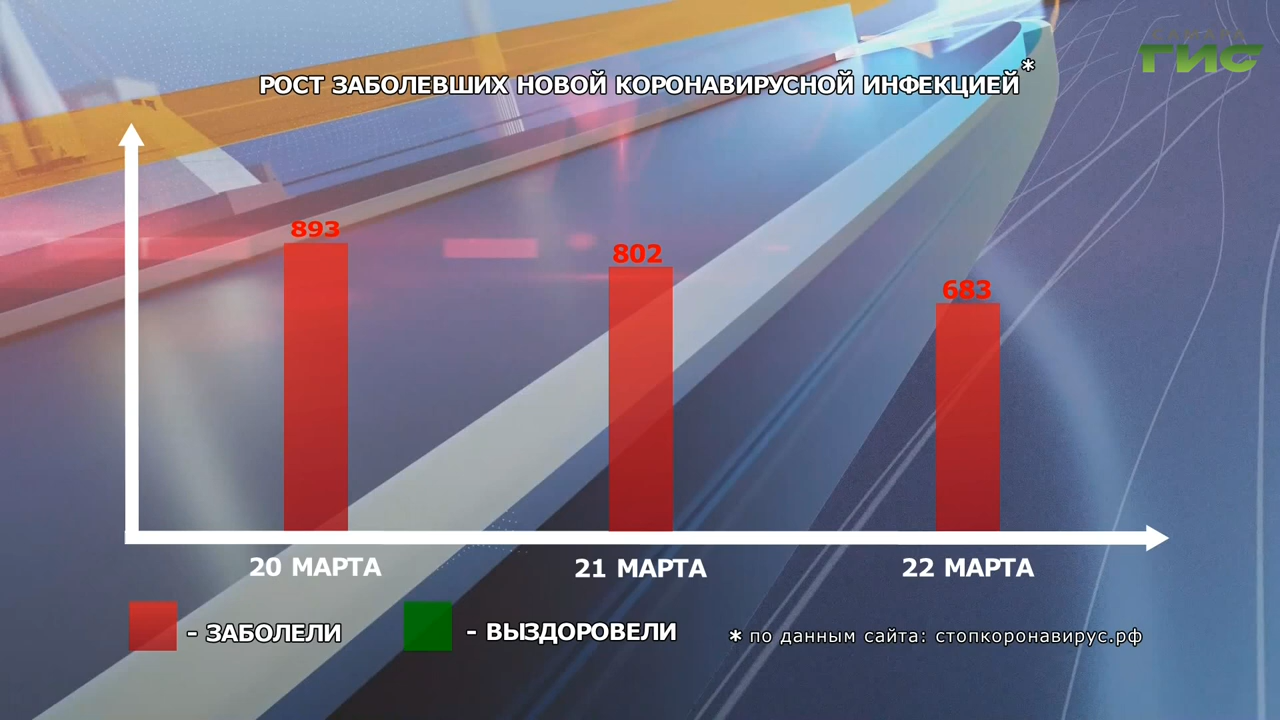 САМАРА
ГИС
РОСТ ЗАБОЛЕВШИХ НОВОЙ КОРОНАВИРУСНОЙ ИНФЕКЦИЕЙ*
893
802
683
20 МАРТА
21 МАРТА
22 МАРТА
- ЗАБОЛЕЛИ
- ВЫЗДОРОВЕЛИ
* по данным сайта: стопкоронавирус.рф